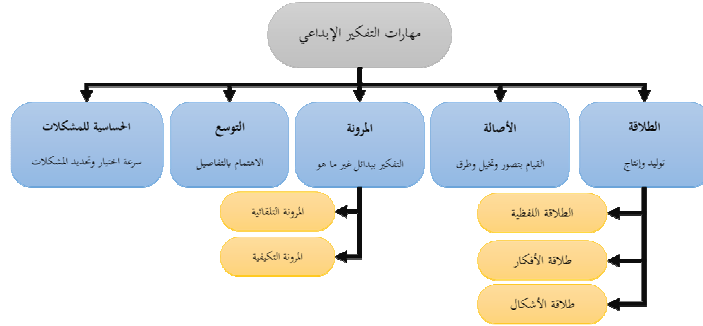 مهارات التفكير الإبداعي
الطلاقة
توليد وإنتاج
الأصالة
القيام بتصور وتخيل وطرق
المرونة
التفكير ببدائل غير ما هو
التوسع
الاهتمام بالتفاصيل
الحساسية للمشكلات
سرعة اختبار وتحديد المشكلات
الطلاقة اللفظية
طلاقة الأفكار
طلاقة الأشكال
المرونة التلقائية
المرونة التكيفية